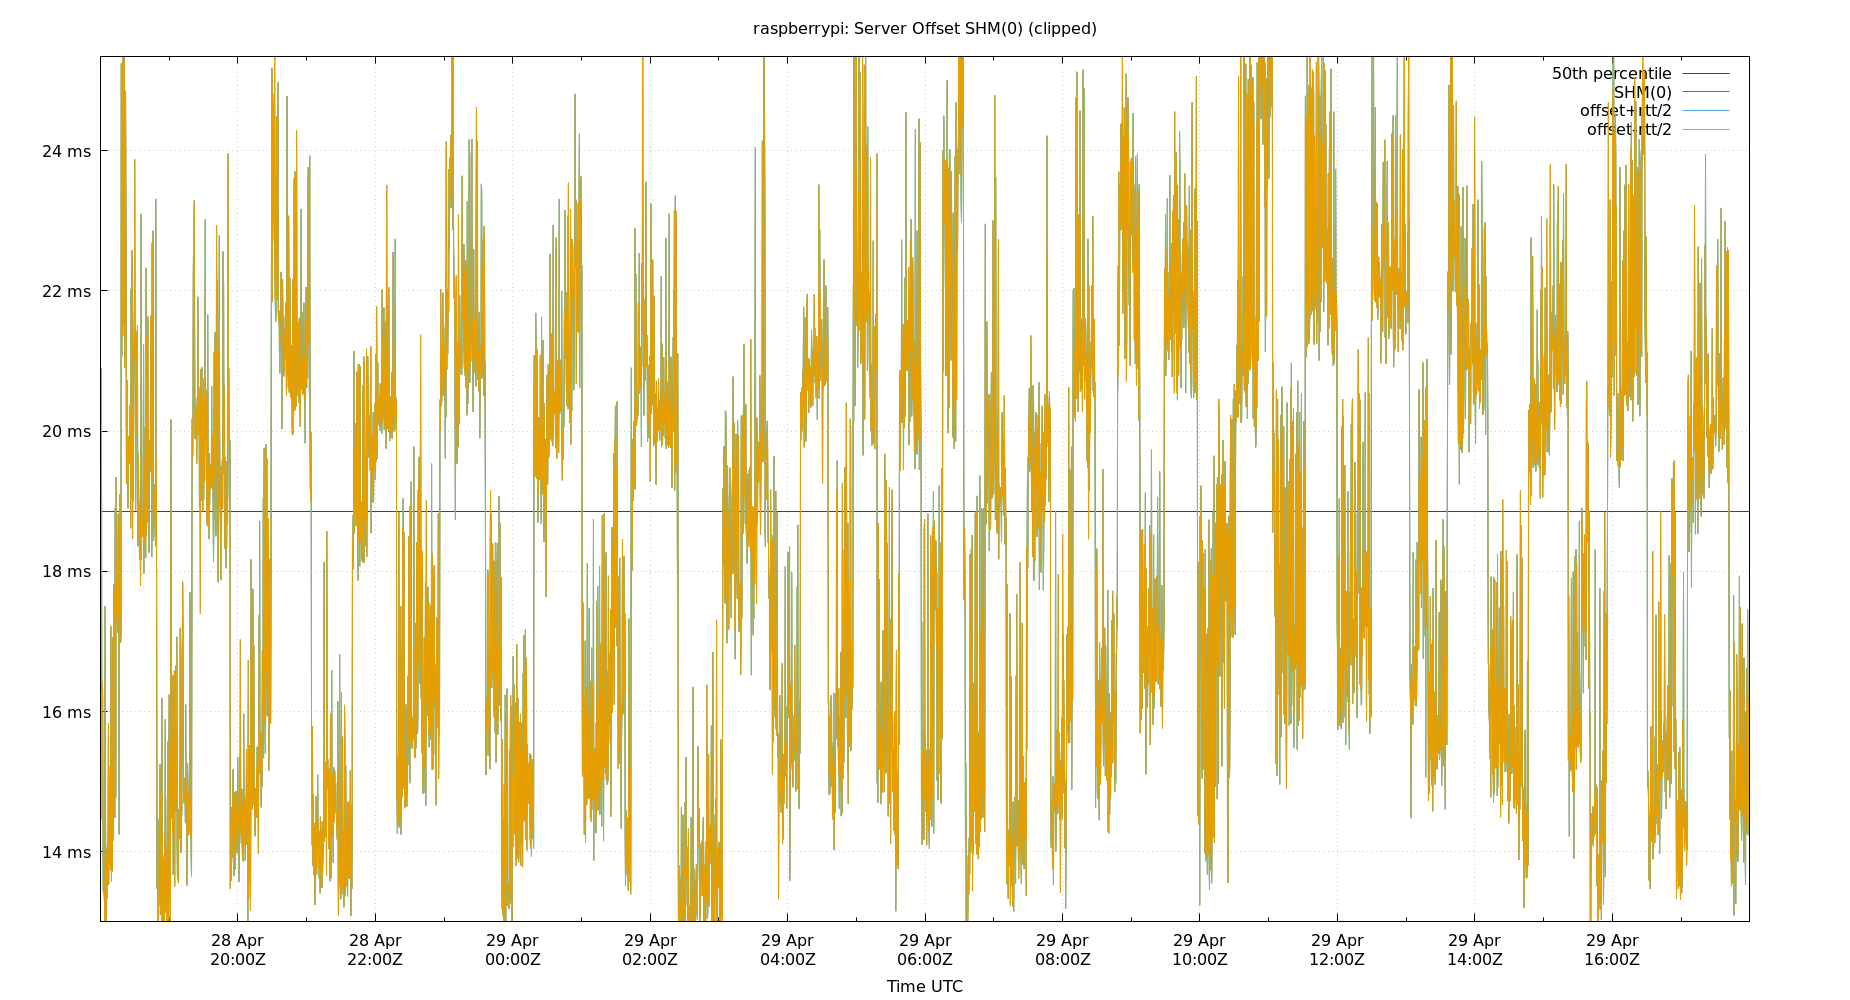 raspberrypi: Server Offset SHM(0) (clipped)
50th percentile
SHM(0)
offset+rtt/2
offset-rtt/2
24 ms
22 ms
20 ms
18 ms
16 ms
14 ms
28 Apr 28 Apr 29 Apr 29 Apr 29 Apr 29 Apr 29 Apr 29 Apr 29 Apr 29 Apr 29 Apr
20:00Z 22:00Z 00:00Z 02:00Z 04:00Z 06:00Z 08:00Z 10:00Z 12:00Z 14:00Z 16:00Z
Time UTC